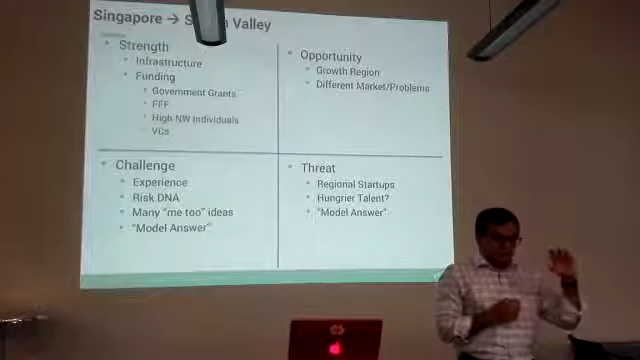 Singapore → Valley
• Strength
• Infrastructure
• Funding
• Government Grants
• FFF
• High NW Individuals
• VCs
• Opportunity
• Growth Region
• Different Market/Problems
• Challenge
• Experience
• Risk DNA
• Many "me too" ideas
• "Model Answer"
• Threat
• Regional Startups
• Hungrier Talent?
• "Model Answer"